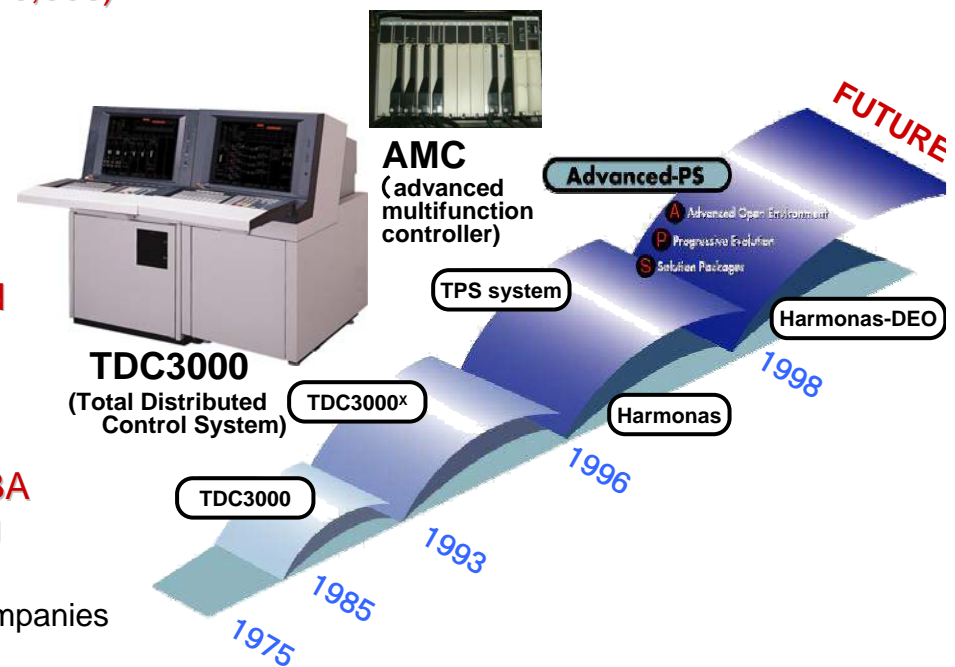 AMC
(advanced
multifunction
controller)
FUTURE
Advanced-PS
A Advanced Open Environment
P Progressive Evolution
S Solution Packages
TPS system
Harmonas-DEO
TDC3000
(Total Distributed
Control System)
TDC3000x
Harmonas
TDC3000
1998
1996
1993
1985
1975